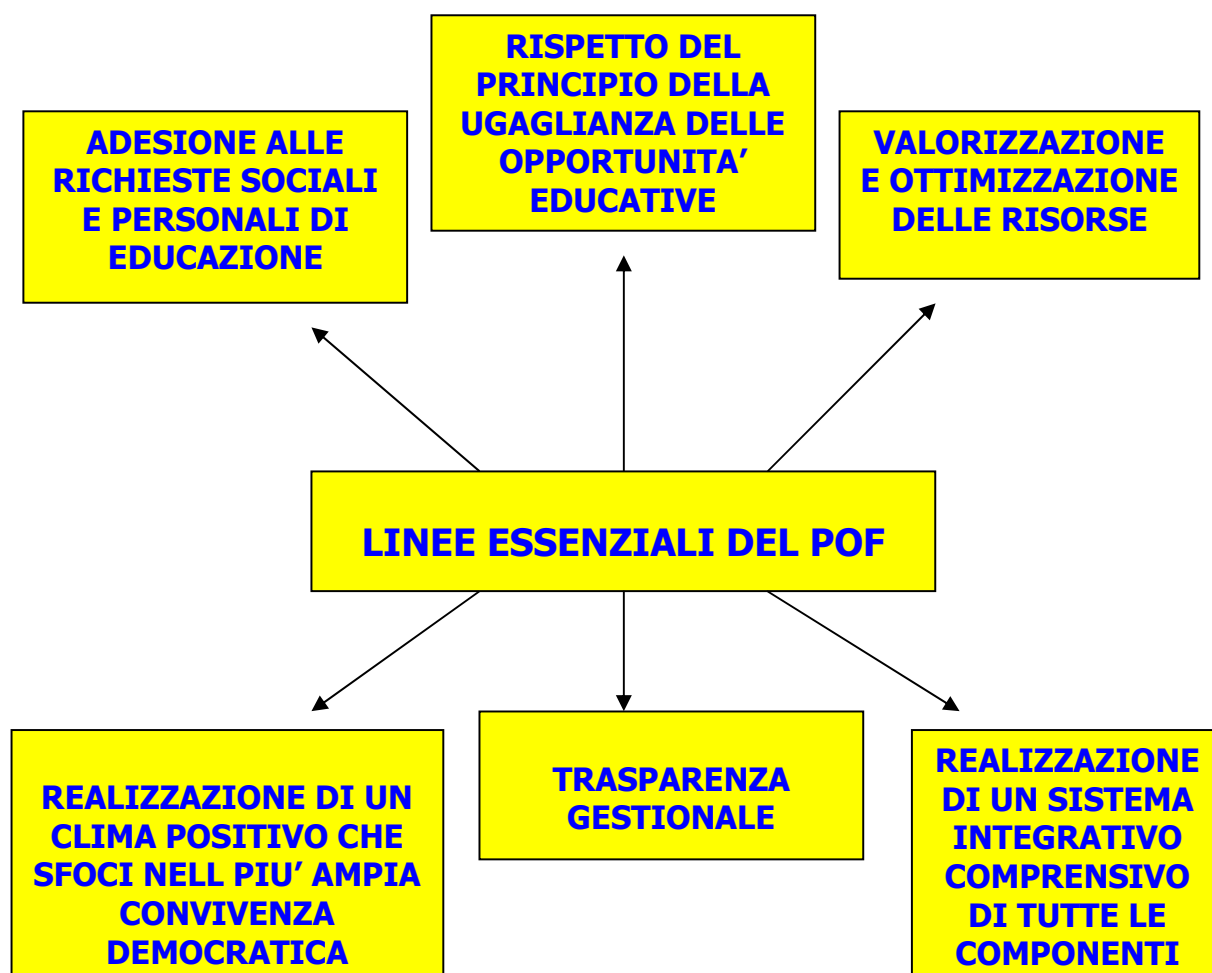 RISPETTO DEL
PRINCIPIO DELLA
UGAGLIANZA DELLE
OPPORTUNITA’
EDUCATIVE
ADESIONE ALLE
RICHIESTE SOCIALI
E PERSONALI DI
EDUCAZIONE
VALORIZZAZIONE
E OTTIMIZZAZIONE
DELLE RISORSE
LINEE ESSENZIALI DEL POF
REALIZZAZIONE DI UN
CLIMA POSITIVO CHE
SFOCI NELL PIU’ AMPIA
CONVIVENZA
DEMOCRATICA
TRASPARENZA
GESTIONALE
REALIZZAZIONE
DI UN SISTEMA
INTEGRATIVO
COMPRENSIVO
DI TUTTE LE
COMPONENTI